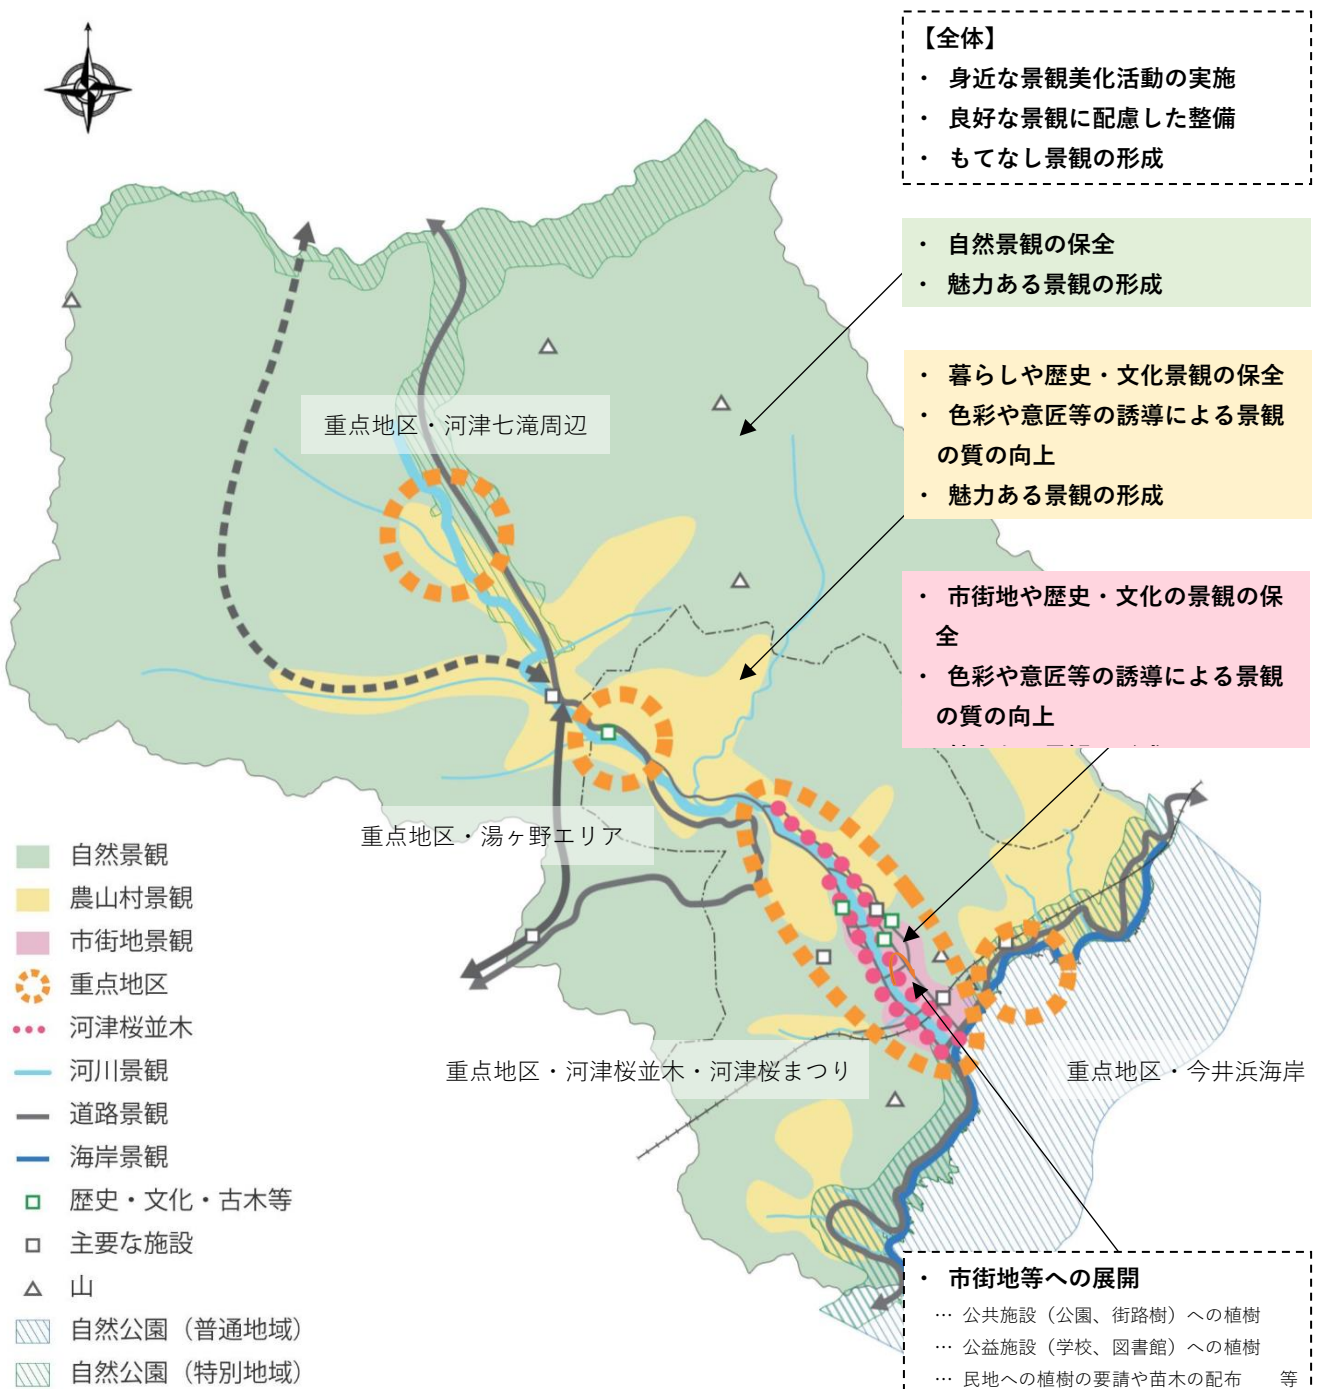 【全体】
・ 身近な景観美化活動の実施
・ 良好な景観に配慮した整備
・ もてなし景観の形成
・ 自然景観の保全
・ 魅力ある景観の形成
・ 暮らしや歴史・文化景観の保全
・ 色彩や意匠等の誘導による景観
の質の向上
・ 魅力ある景観の形成
・ 市街地や歴史・文化の景観の保
全
・ 色彩や意匠等の誘導による景観
の質の向上
重点地区・河津七滝周辺
重点地区・湯ヶ野エリア
重点地区・河津桜並木・河津桜まつり
重点地区・今井浜海岸
自然景観
農山村景観
市街地景観
重点地区
河津桜並木
河川景観
道路景観
海岸景観
歴史・文化・古木等
主要な施設
山
自然公園（普通地域）
自然公園（特別地域）
・ 市街地等への展開
… 公共施設（公園、街路樹）への植樹
… 公益施設（学校、図書館）への植樹
… 民地への植樹の要請や苗木の配布 等